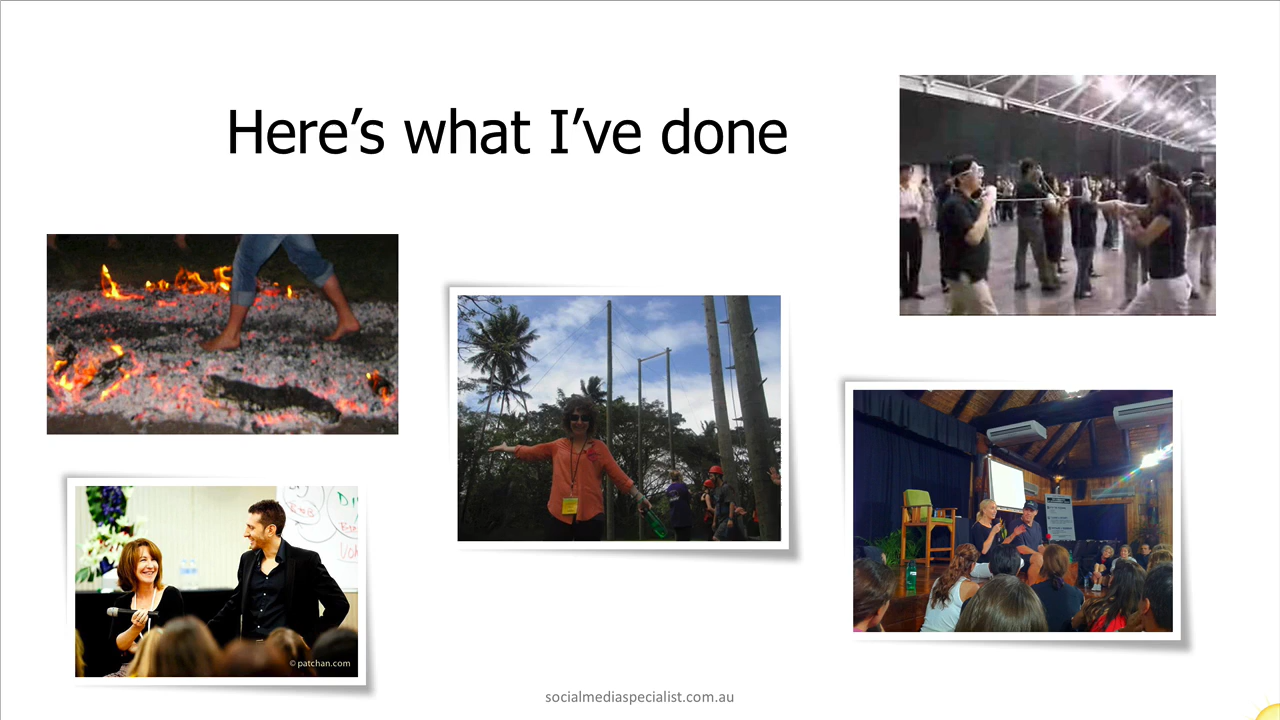 Here’s what I’ve done
© patchan.com
socialmediaspecialist.com.au